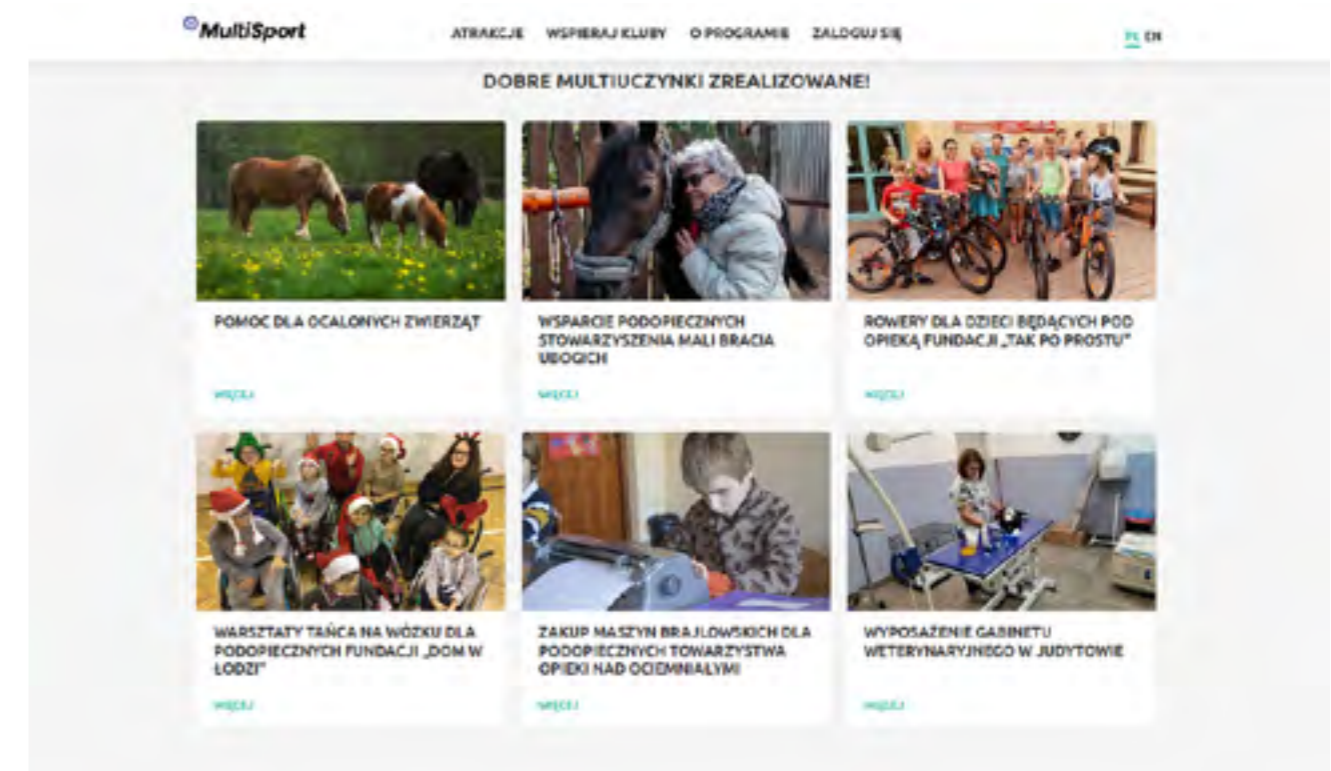 MultiSport
ATRAKCJE WSPIERAJ KLUBY O PROGRAMIE ZALOGUJ SIĘ
PL EN
DOBRE MULTIUCZYNKI ZREALIZOWANE!
POMOC DLA OCALONYCH ZWIERZĄT
WIĘCEJ
WSPARCIE PODOPIECZNYCH
STOWARZYSZENIA MALI BRACIA
UBOGICH
WIĘCEJ
ROWERY DLA DZIECI BĘDĄCYCH POD
OPIEKĄ FUNDACJI „TAK PO PROSTU”
WIĘCEJ
WARSZTATY TAŃCA NA WÓZKU DLA
PODOPIECZNYCH FUNDACJI „DOM W
ŁODZI”
WIĘCEJ
ZAKUP MASZYN BRAJLOWSKICH DLA
PODOPIECZNYCH TOWARZYSTWA
OPIEKI NAD OCIEMNIAŁYMI
WIĘCEJ
WYPOSAŻENIE GABINETU
WETERYNARYJNEGO W JUDYTOWIE
WIĘCEJ